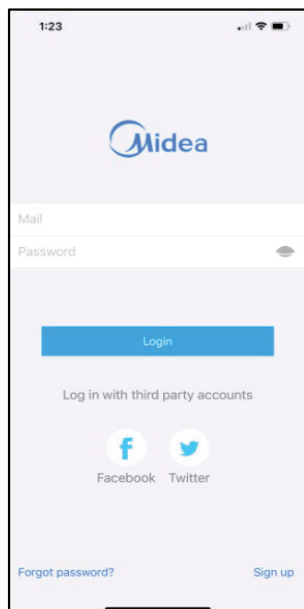 1:23
Midea
Mail
Password
Login
Log in with third party accounts
Facebook Twitter
Forgot password? Sign up